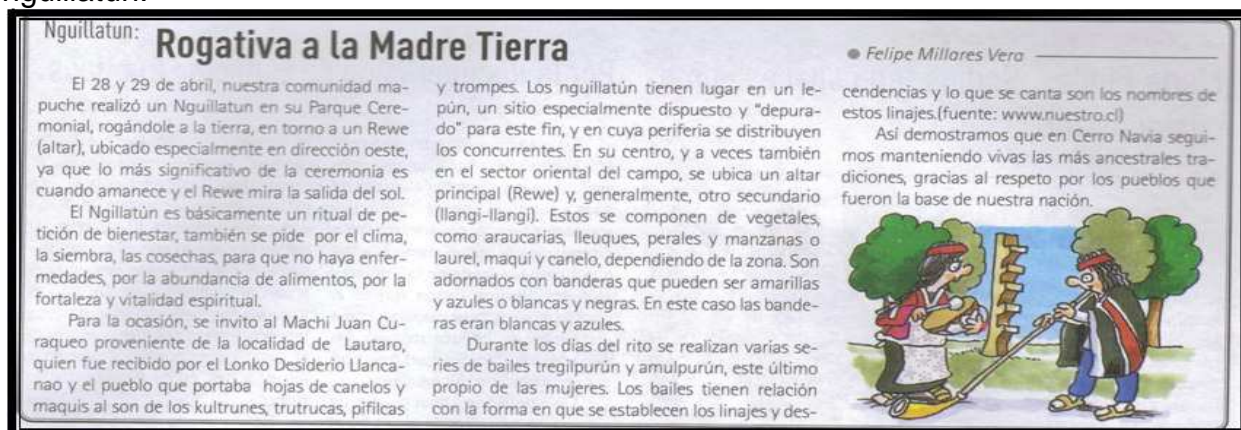 Nguillatun:
Rogativa a la Madre Tierra
● Felipe Millares Vera
El 28 y 29 de abril, nuestra comunidad ma-
puche realizó un Nguillatun en su Parque Cere-
monial, rogándole a la tierra, en torno a un Rewe
(altar), ubicado especialmente en dirección oeste,
ya que lo más significativo de la ceremonia es
cuando amanece y el Rewe mira la salida del sol.
El Ngillatún es básicamente un ritual de pe-
tición de bienestar, también se pide por el clima,
la siembra, las cosechas, para que no haya enfer-
medades, por la abundancia de alimentos, por la
fortaleza y vitalidad espiritual.
Para la ocasión, se invito al Machi Juan Cu-
raqueo proveniente de la localidad de Lautaro,
quien fue recibido por el Lonko Desiderio Llanca-
nao y el pueblo que portaba hojas de canelos y
maquis al son de los kultrunes, trutrucas, pifilcas
y trompes. Los nguillatún tienen lugar en un le-
pún, un sitio especialmente dispuesto y "depura-
do" para este fin, y en cuya periferia se distribuyen
los concurrentes. En su centro, y a veces también
en el sector oriental del campo, se ubica un altar
principal (Rewe) y, generalmente, otro secundario
(llangi-llangi). Estos se componen de vegetales,
como araucarias, lleuques, perales y manzanas o
laurel, maqui y canelo, dependiendo de la zona. Son
adornados con banderas que pueden ser amarillas
y azules o blancas y negras. En este caso las bande-
ras eran blancas y azules.
Durante los días del rito se realizan varias se-
ries de bailes tregilpurún y amulpurún, este último
propio de las mujeres. Los bailes tienen relación
con la forma en que se establecen los linajes y des-
cendencias y lo que se canta son los nombres de
estos linajes.(fuente: www.nuestro.cl)
Asi demostramos que en Cerro Navia segui-
mos manteniendo vivas las más ancestrales tra-
diciones, gracias al respeto por los pueblos que
fueron la base de nuestra nación.